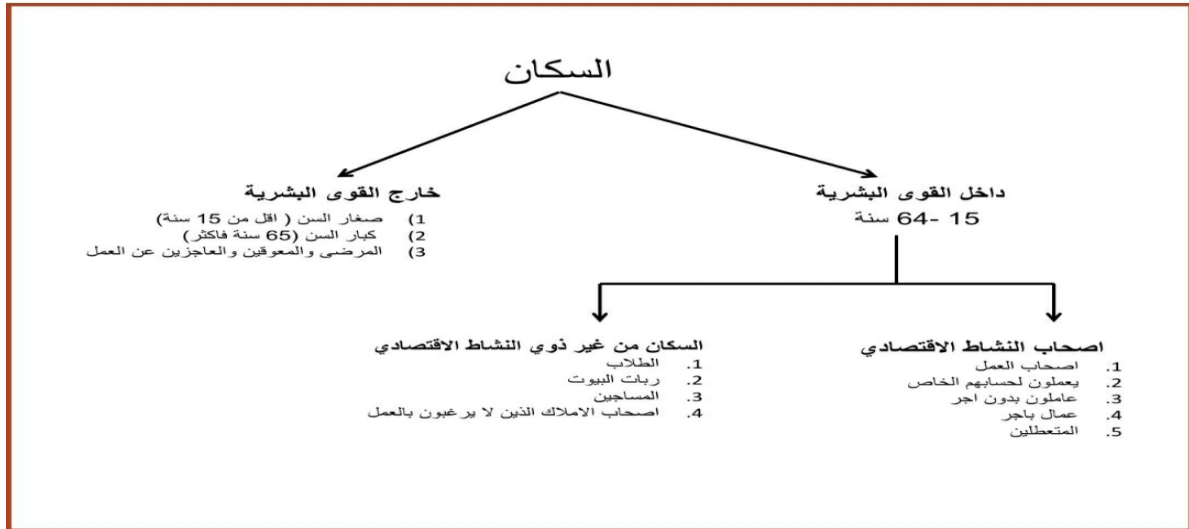 السكان
داخل القوى البشرية
15 -64 سنة
خارج القوى البشرية
1) صغار السن ( اقل من 15 سنة)
2) كبار السن (65 سنة فاكثر)
3) المرضى والمعوقين والعاجزين عن العمل
اصحاب النشاط الاقتصادي
1. اصحاب العمل
2. يعملون لحسابهم الخاص
3. عاملون بدون اجر
4. عمال باجر
5. المتعطلين
السكان من غير ذوي النشاط الاقتصادي
1. الطلاب
2. ربات البيوت
3. المساجين
4. اصحاب الاملاك الذين لا يرغبون بالعمل